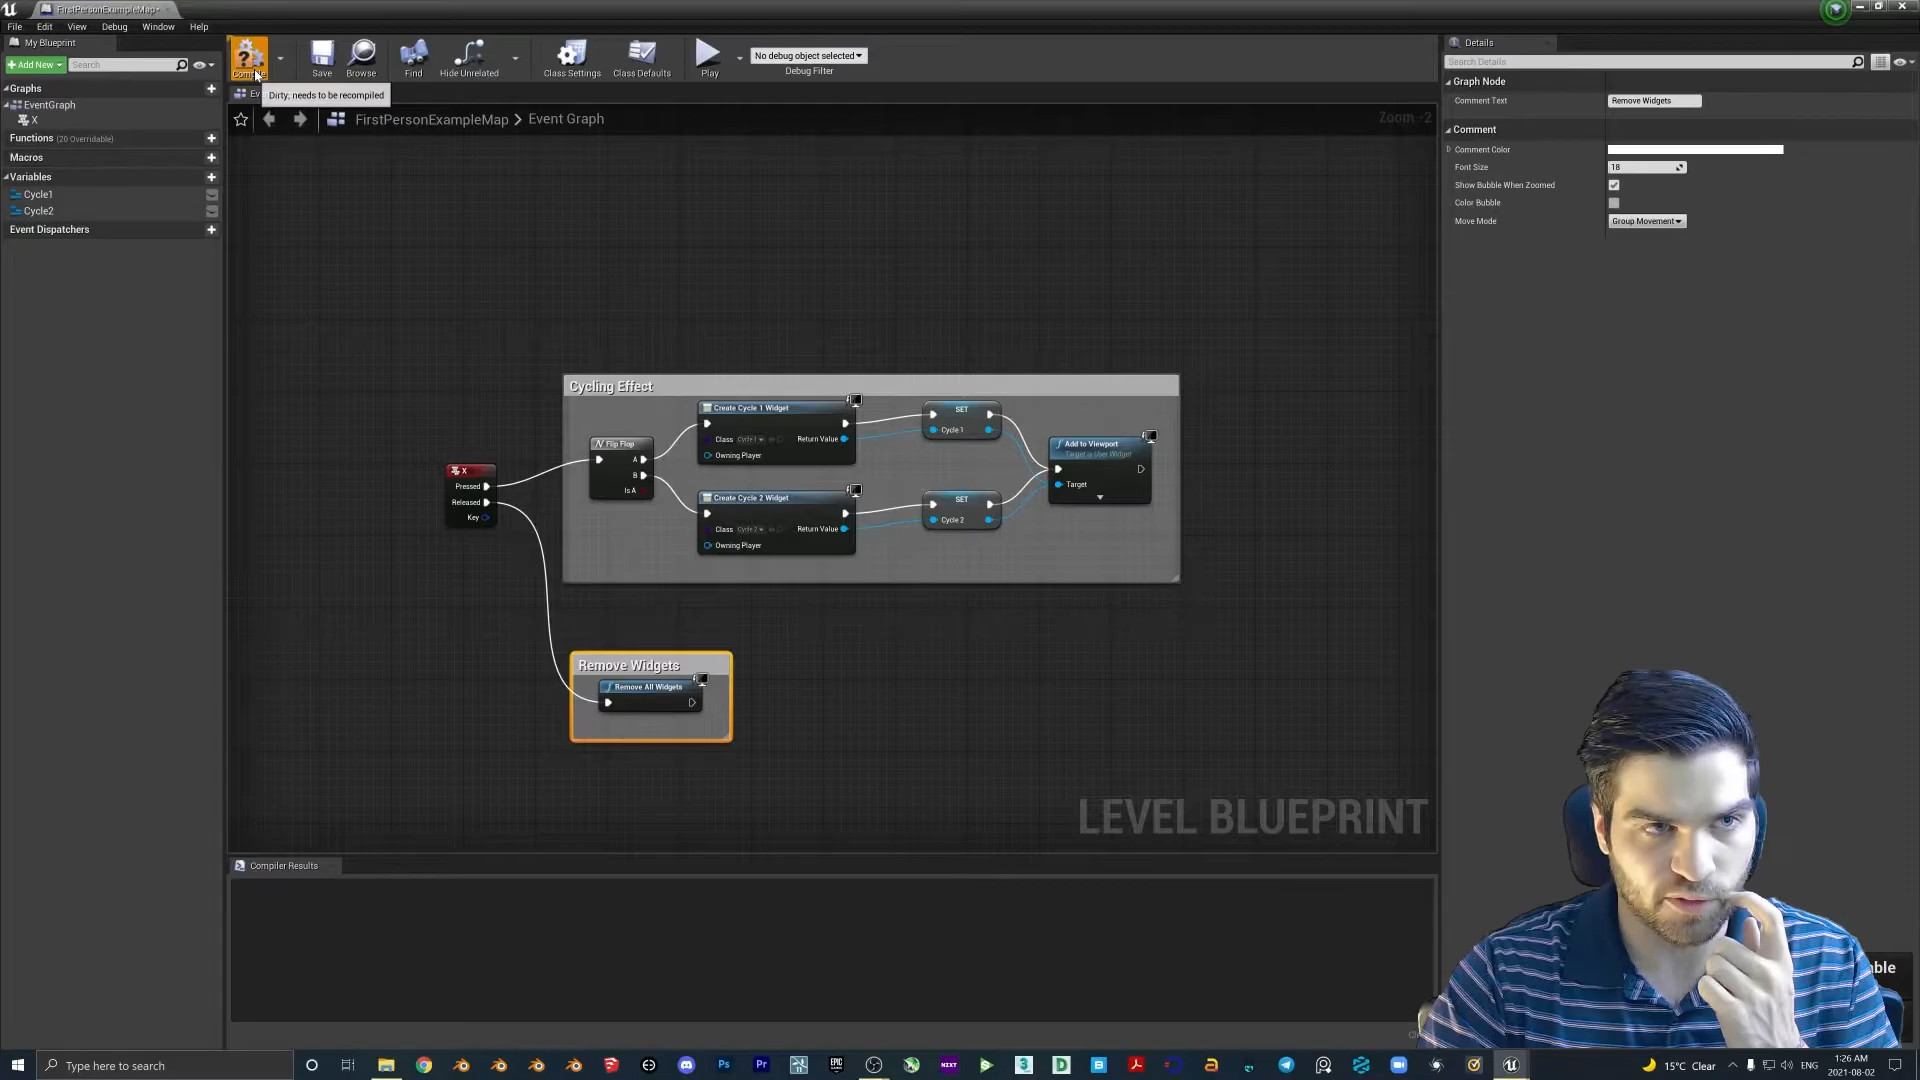 FirstPersonExampleMap•
File Edit View Debug Window Help
My Blueprint
Add New
Search
Graphs
EventGraph
X
Functions (20 Overridable)
Macros
Variables
Cycle1
Cycle2
Event Dispatchers
Save
Browse
Find
Hide Unrelated
Class Settings
Class Defaults
Play
No debug object selected
Debug Filter
Dirty; needs to be recompiled
FirstPersonExampleMap > Event Graph
Zoom -2
Cycling Effect
X
Pressed
Released
Key
Flip Flop
A
B
Is A
Create Cycle 1 Widget
Class Cycle 1 Return Value
Owning Player
SET
Cycle 1
Create Cycle 2 Widget
Class Cycle 2 Return Value
Owning Player
SET
Cycle 2
Add to Viewport
Target is User Widget
Target
Remove Widgets
Remove All Widgets
LEVEL BLUEPRINT
Compiler Results
Details
Search Details
Graph Node
Comment Text Remove Widgets
Comment
Comment Color
Font Size 18
Show Bubble When Zoomed
Color Bubble
Move Mode Group Movement
Type here to search
15°C Clear
ENG
1:26 AM
2021-08-02